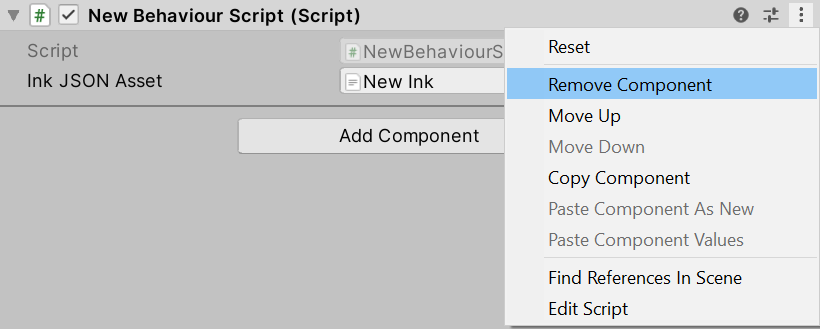 New Behaviour Script (Script)
Script
# NewBehaviourS
Ink JSON Asset
New Ink
Add Component
Reset
Remove Component
Move Up
Move Down
Copy Component
Paste Component As New
Paste Component Values
Find References In Scene
Edit Script